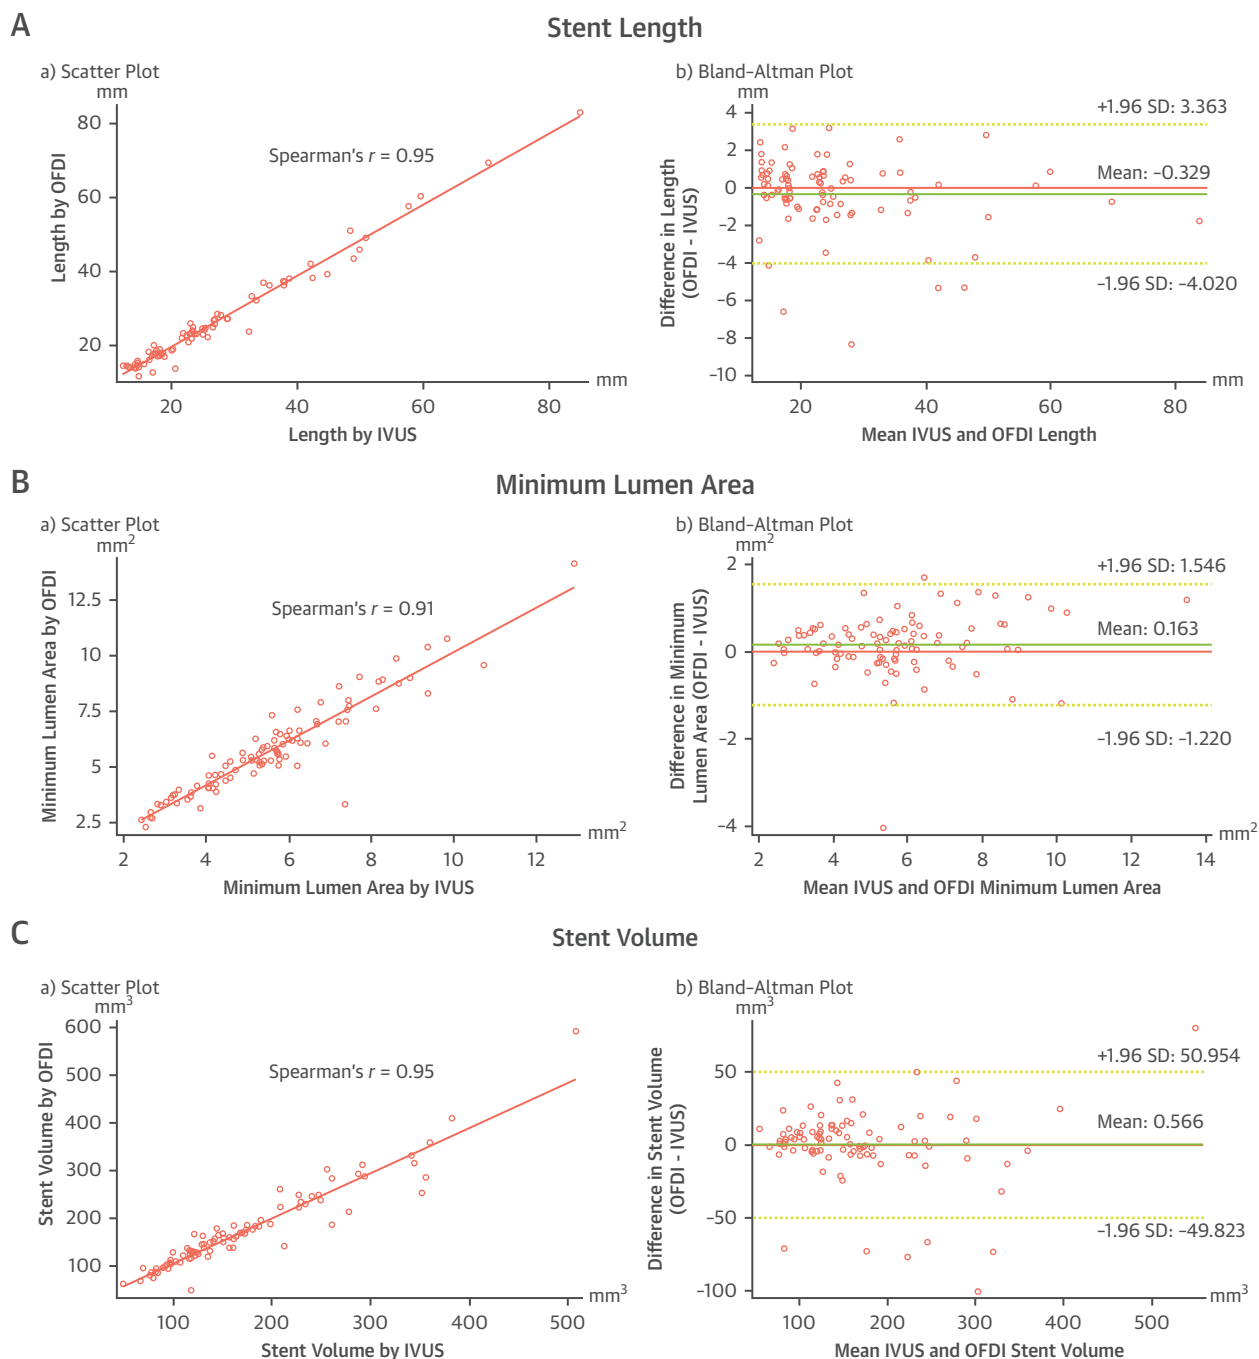 A
Stent Length
a) Scatter Plot
mm
80
60
40
20
Length by OFDI
Spearman's r = 0.95
20 40 60 80
mm
Length by IVUS
b) Bland–Altman Plot
mm
4
2
0
–2
–4
–6
–8
–10
Difference in Length
(OFDI - IVUS)
+1.96 SD: 3.363
Mean: –0.329
–1.96 SD: –4.020
20 40 60 80
mm
Mean IVUS and OFDI Length
B
Minimum Lumen Area
a) Scatter Plot
mm²
12.5
10
7.5
5
2.5
Minimum Lumen Area by OFDI
Spearman's r = 0.91
2 4 6 8 10 12
mm²
Minimum Lumen Area by IVUS
b) Bland–Altman Plot
mm²
2
0
–2
–4
Difference in Minimum
Lumen Area (OFDI - IVUS)
+1.96 SD: 1.546
Mean: 0.163
–1.96 SD: –1.220
2 4 6 8 10 12 14
mm²
Mean IVUS and OFDI Minimum Lumen Area
C
Stent Volume
a) Scatter Plot
mm³
600
500
400
300
200
100
Stent Volume by OFDI
Spearman's r = 0.95
100 200 300 400 500
mm³
Stent Volume by IVUS
b) Bland–Altman Plot
mm³
50
0
–50
–100
Difference in Stent Volume
(OFDI - IVUS)
+1.96 SD: 50.954
Mean: 0.566
–1.96 SD: –49.823
100 200 300 400 500
mm³
Mean IVUS and OFDI Stent Volume